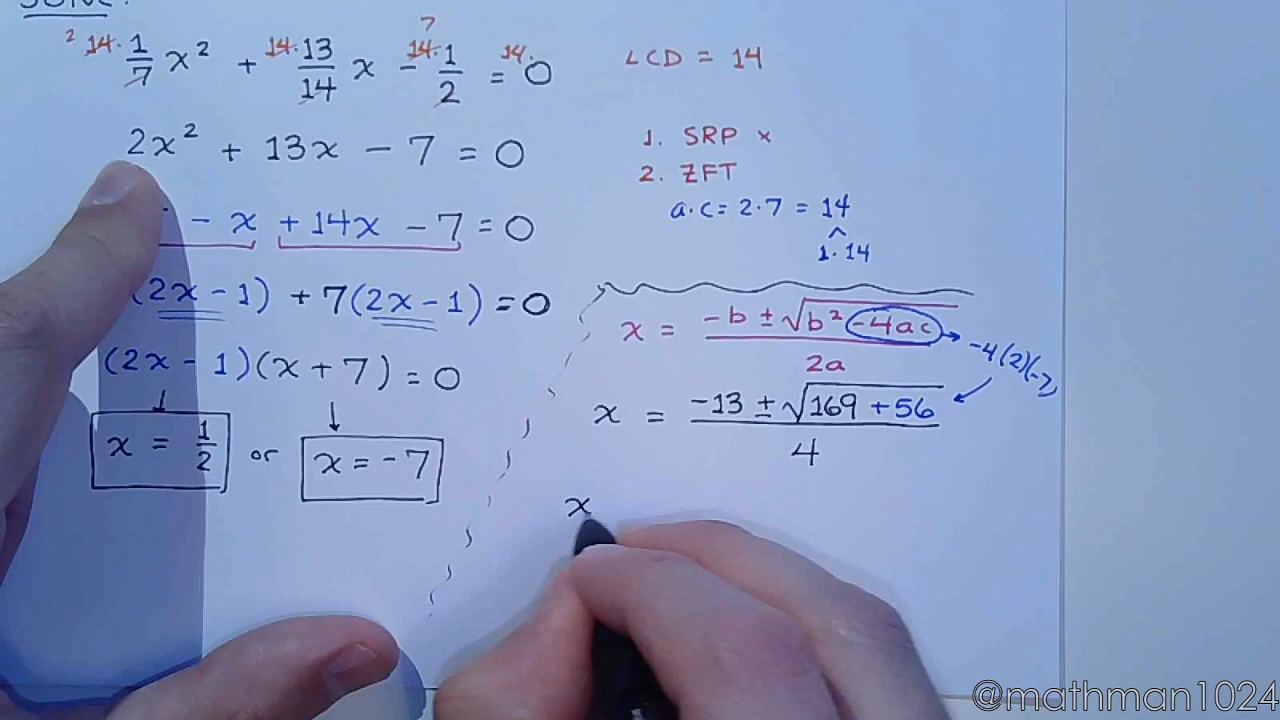 2 14· 1/7 x² + 14· 13/14 x - 7 14· 1/2 = 14· 0
LCD = 14
2x² + 13x - 7 = 0
1. SRP x
2. ZFT
a·c = 2·7 = 14
^
1·14
- x + 14x - 7 = 0
(2x - 1) + 7(2x - 1) = 0
x = (-b ± √(b² - 4ac))/2a → -4(2)(-7)
(2x - 1)(x + 7) = 0
x = (-13 ± √(169 + 56))/4
x = 1/2 or x = -7
x
@mathman1024